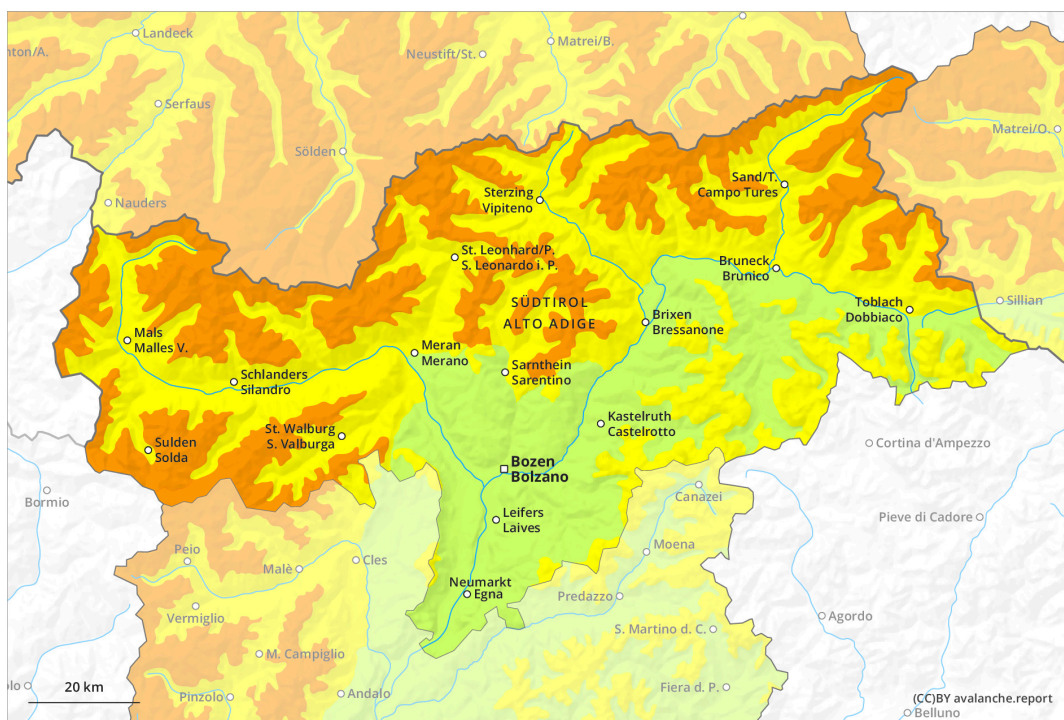 Landeck
nton/A.
Neustift/St.
Matrei/B.
Serfaus
Matrei/O.
Sölden
Nauders
Sand/T.
Campo Tures
Sterzing
Vipiteno
St. Leonhard/P.
S. Leonardo i. P.
Bruneck
Brunico
SÜDTIROL
ALTO ADIGE
Toblach
Dobbiaco
Sillian
Brixen
Bressanone
Mals
Malles V.
Meran
Merano
Sarnthein
Sarentino
Schlanders
Silandro
Kastelruth
Castelrotto
St. Walburg
S. Valburga
Sulden
Solda
Cortina d'Ampezzo
Bozen
Bolzano
Bormio
Canazei
Leifers
Laives
Pieve di Cadore
Peio
Moena
Cles
Malè
Neumarkt
Egna
Predazzo
Vermiglio
Agordo
S. Martino d. C.
M. Campiglio
olo
20 km
Pinzolo
Andalo
Fiera d. P.
(CC)BY avalanche.report
Belluno